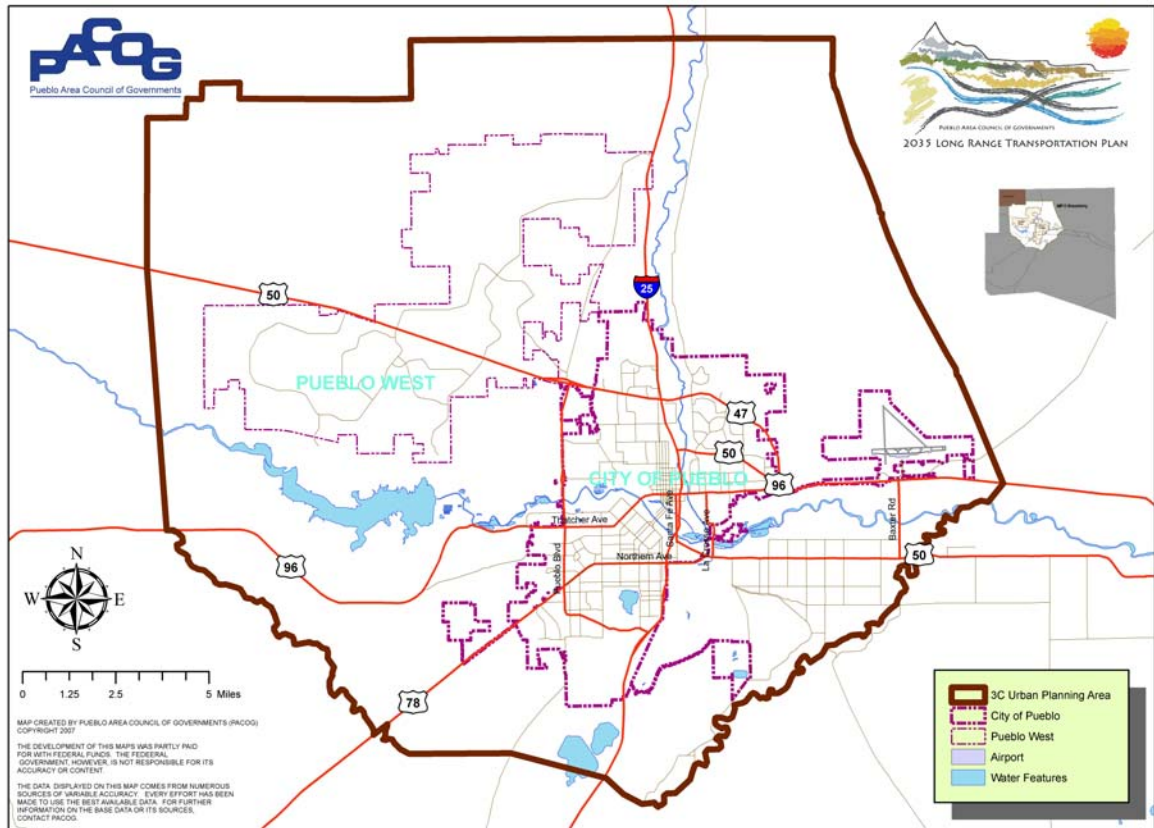 PACOG
Pueblo Area Council of Governments
PUEBLO AREA COUNCIL OF GOVERNMENTS
2035 LONG RANGE TRANSPORTATION PLAN
50
25
PUEBLO WEST
47
50
CITY OF PUEBLO
96
Thatcher Ave
Santa Fe Ave
Baxter Rd
Northern Ave
Pueblo Blvd
50
96
N
W E
S
0 1.25 2.5 5 Miles
78
MAP CREATED BY PUEBLO AREA COUNCIL OF GOVERNMENTS (PACOG)
COPYRIGHT 2007
THE DEVELOPMENT OF THIS MAPS WAS PARTLY PAID
FOR WITH FEDERAL FUNDS. THE FEDEERAL
GOVERNMENT, HOWEVER, IS NOT RESPONSIBLE FOR ITS
ACCURACY OR CONTENT
THE DATA DISPLAYED ON THIS MAP COMES FROM NUMEROUS
SOURCES OF VARIABLE ACCURACY. EVERY EFFORT HAS BEEN
MADE TO USE THE BEST AVAILABLE DATA. FOR FURTHER
INFORMATION ON THE BASE DATA OR ITS SOURCES,
CONTACT PACOG.
3C Urban Planning Area
City of Pueblo
Pueblo West
Airport
Water Features